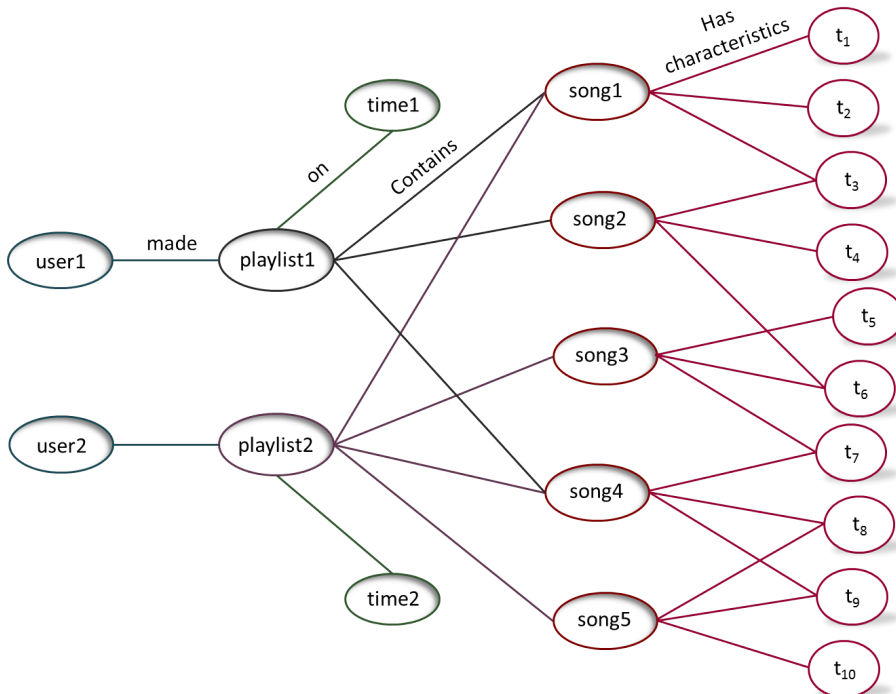 Has
characteristics
t1
song1
time1
t2
on
Contains
t3
song2
made
t4
user1
playlist1
t5
song3
t6
user2
playlist2
t7
song4
t8
time2
t9
song5
t10